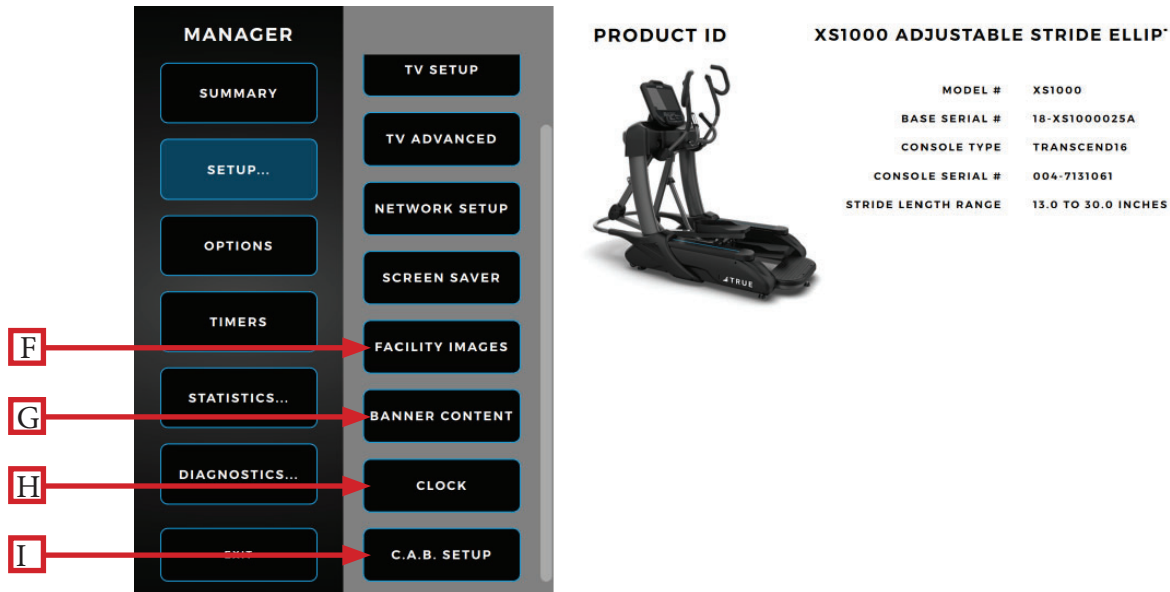 MANAGER
SUMMARY
SETUP...
OPTIONS
TIMERS
STATISTICS...
DIAGNOSTICS...
EXIT
TV SETUP
TV ADVANCED
NETWORK SETUP
SCREEN SAVER
FACILITY IMAGES
BANNER CONTENT
CLOCK
C.A.B. SETUP
F
G
H
I
PRODUCT ID
XS1000 ADJUSTABLE STRIDE
MODEL # XS1000
BASE SERIAL # 18-XS1000025A
CONSOLE TYPE TRANSCEND16
CONSOLE SERIAL # 004-7131061
STRIDE LENGTH RANGE 13.0 TO 30.0 INCHES
TRUE